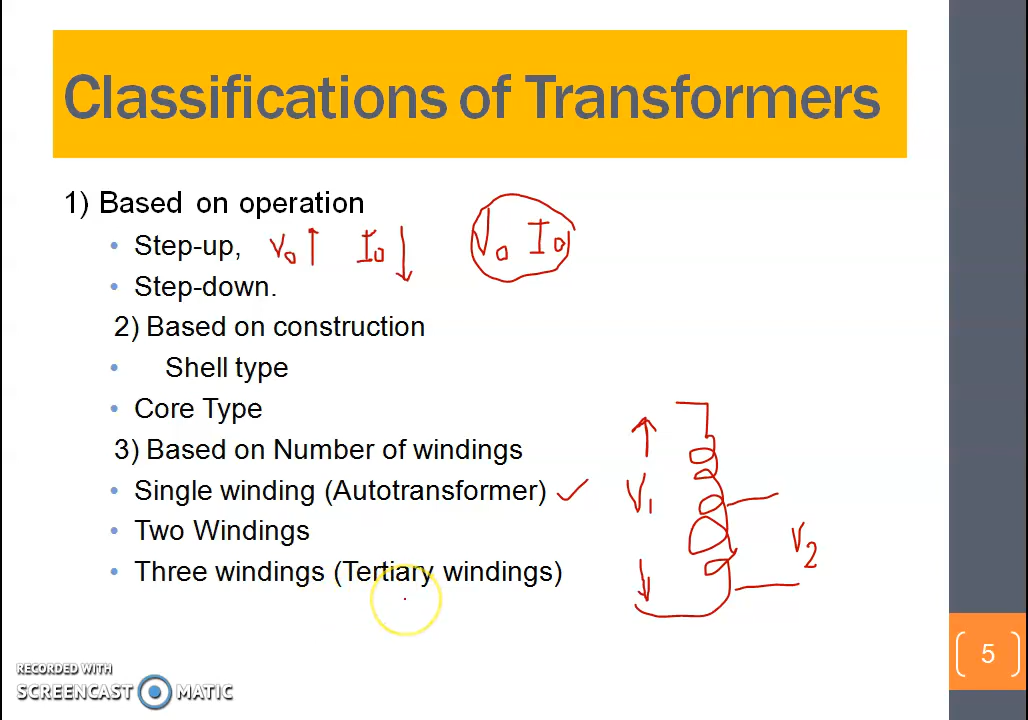 Classifications of Transformers
1) Based on operation
• Step-up, V₀ ↑ I₀ ↓ V₀ I₀
• Step-down.
2) Based on construction
• Shell type
• Core Type
3) Based on Number of windings
• Single winding (Autotransformer) ✓
V₁
• Two Windings
V₂
• Three windings (Tertiary windings)
5
RECORDED WITH
SCREENCAST MATIC